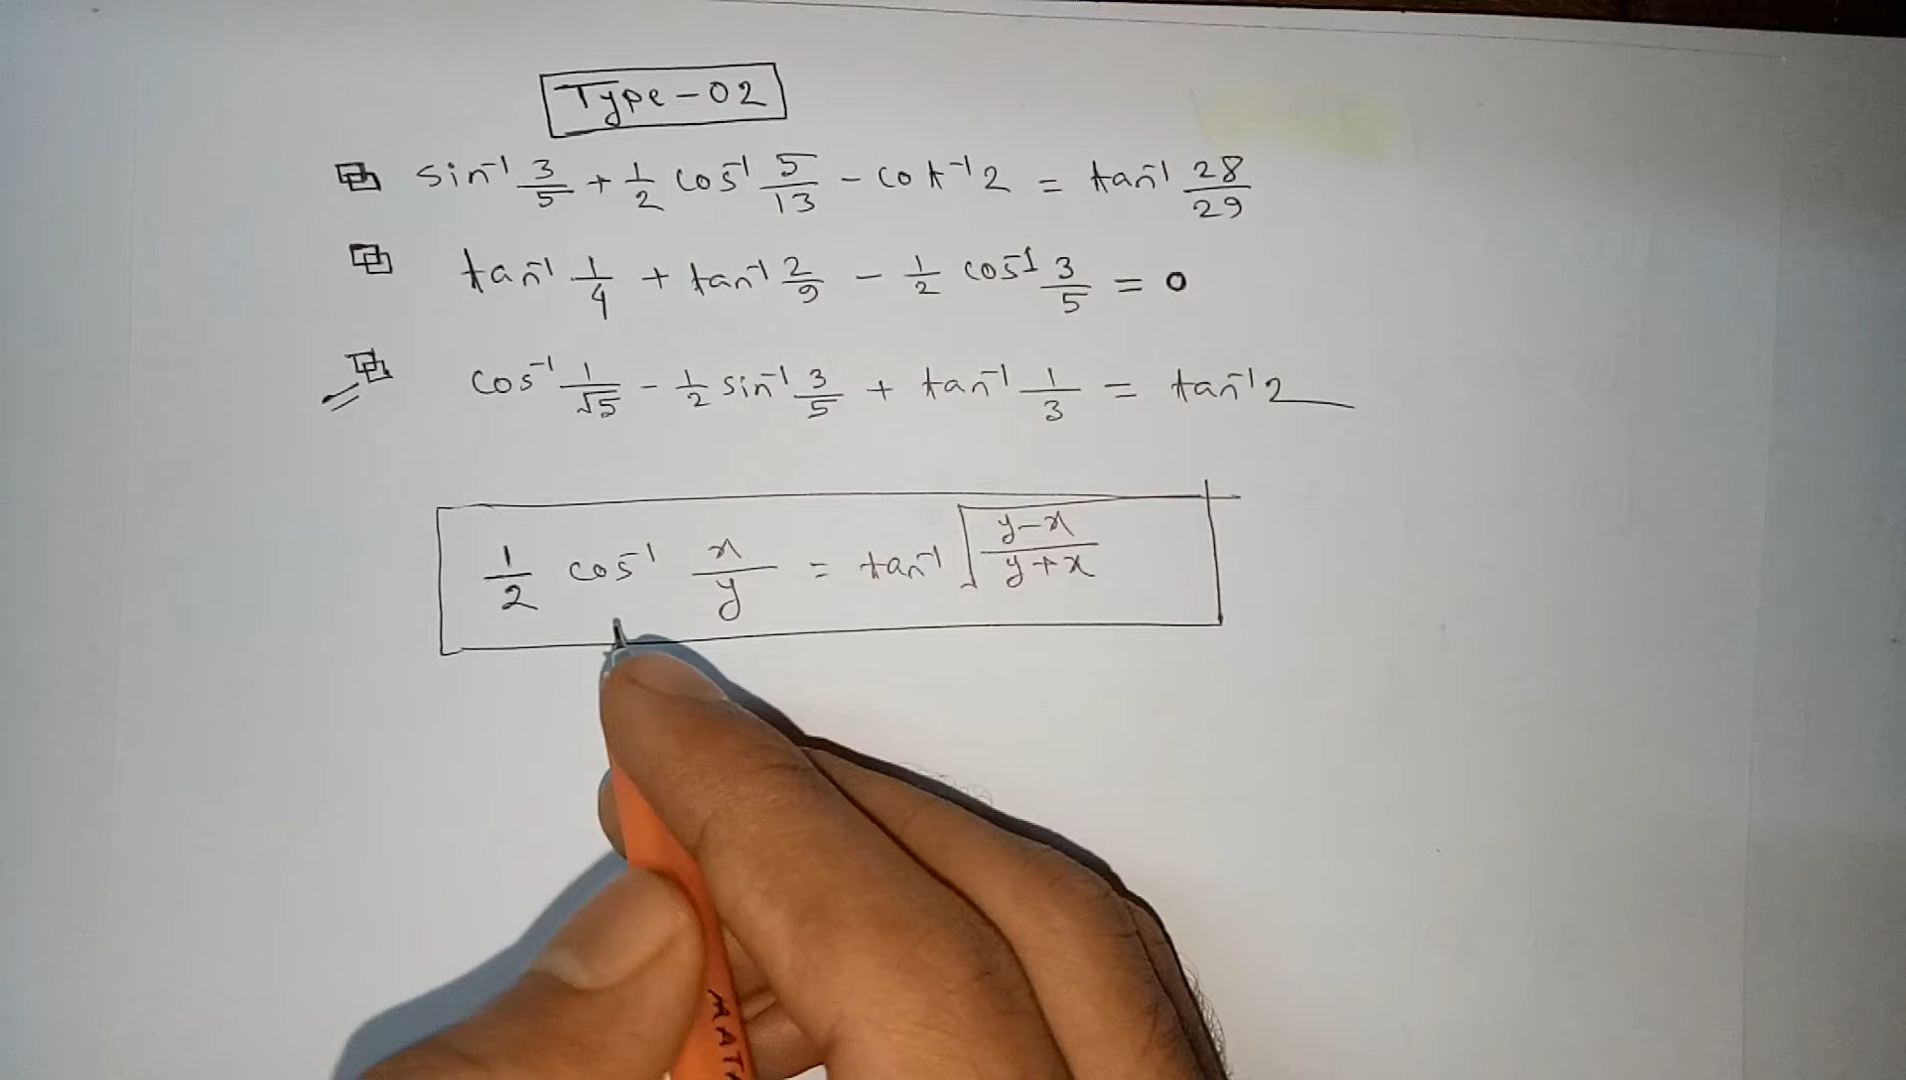 Type-02
sin⁻¹ 3/5 + 1/2 cos⁻¹ 5/13 - cot⁻¹ 2 = tan⁻¹ 28/29
tan⁻¹ 1/4 + tan⁻¹ 2/9 - 1/2 cos⁻¹ 3/5 = 0
cos⁻¹ 1/√5 - 1/2 sin⁻¹ 3/5 + tan⁻¹ 1/3 = tan⁻¹ 2
1/2 cos⁻¹ x/y = tan⁻¹ √((y-x)/(y+x))